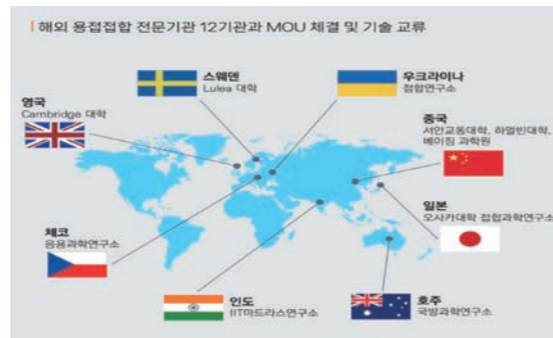 해외 용접접합 전문기관 12기관과 MOU 체결 및 기술 교류
스웨덴
Lulea 대학
우크라이나
접합연구소
영국
Cambridge 대학
중국
서안교통대학, 하얼빈대학,
베이징 과학원
일본
오사카대학 접합과학연구소
체코
응용과학연구소
인도
IIT마드라스연구소
호주
국방과학연구소